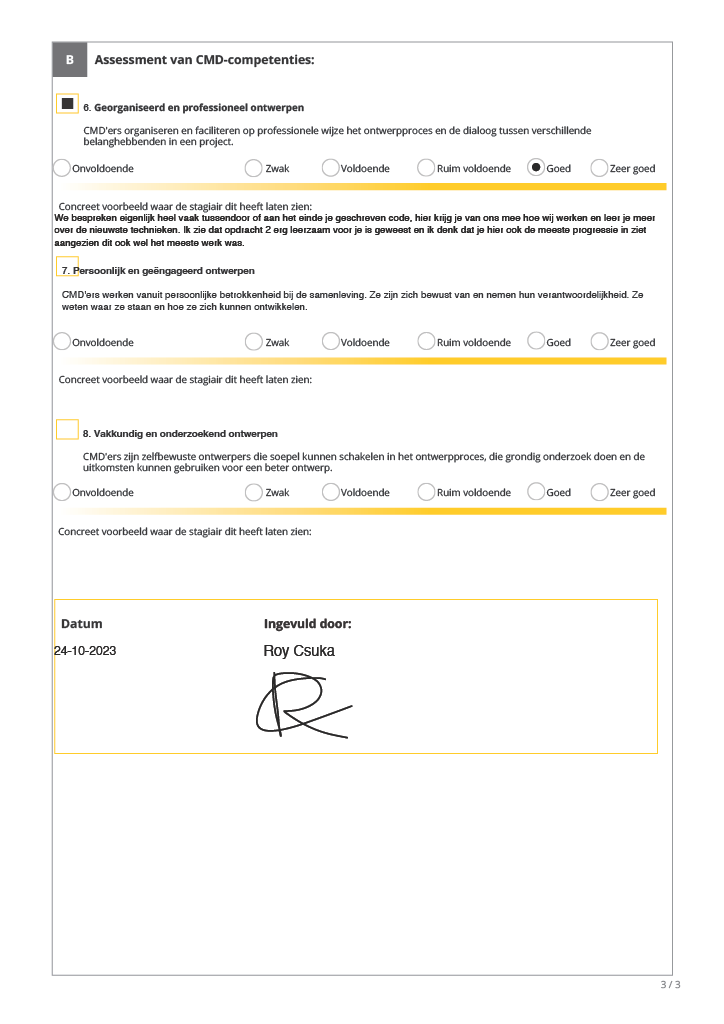 B Assessment van CMD-competenties:
6. Georganiseerd en professioneel ontwerpen
CMD'ers organiseren en faciliteren op professionele wijze het ontwerpproces en de dialoog tussen verschillende
belanghebbenden in een project.
Onvoldoende Zwak Voldoende Ruim voldoende Goed Zeer goed
Concreet voorbeeld waar de stagiair dit heeft laten zien:
We bespreken eigenlijk heel vaak tussendoor of aan het einde je geschreven code, hier krijg je van ons mee hoe wij werken en leer je meer
over de nieuwste technieken. Ik zie dat opdracht 2 erg leerzaam voor je is geweest en ik denk dat je hier ook de meeste progressie in ziet
aangezien dit ook wel het meeste werk was.
7. Persoonlijk en geëngageerd ontwerpen
CMD'ers werken vanuit persoonlijke betrokkenheid bij de samenleving. Ze zijn zich bewust van en nemen hun verantwoordelijkheid. Ze
weten waar ze staan en hoe ze zich kunnen ontwikkelen.
Onvoldoende Zwak Voldoende Ruim voldoende Goed Zeer goed
Concreet voorbeeld waar de stagiair dit heeft laten zien:
8. Vakkundig en onderzoekend ontwerpen
CMD'ers zijn zelfbewuste ontwerpers die soepel kunnen schakelen in het ontwerpproces, die grondig onderzoek doen en de
uitkomsten kunnen gebruiken voor een beter ontwerp.
Onvoldoende Zwak Voldoende Ruim voldoende Goed Zeer goed
Concreet voorbeeld waar de stagiair dit heeft laten zien:
Datum Ingevuld door:
24-10-2023 Roy Csuka
3 / 3